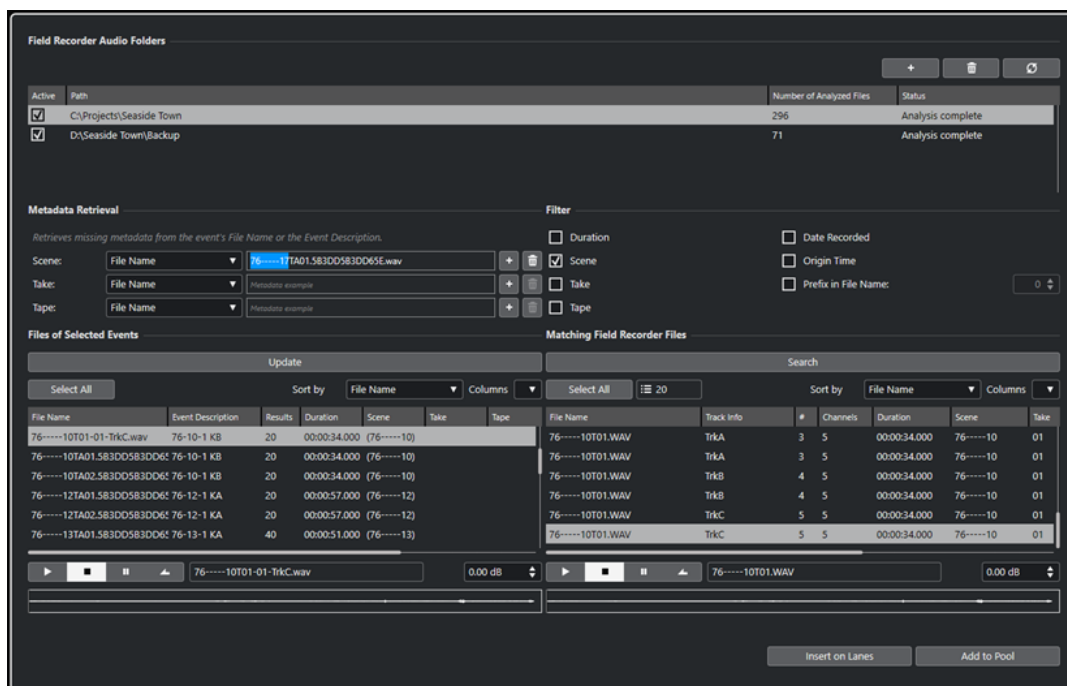 Field Recorder Audio Folders
+
Active Path Number of Analyzed Files Status
C:\Projects\Seaside Town 296 Analysis complete
D:\Seaside Town\Backup 71 Analysis complete
Metadata Retrieval Filter
Retrieves missing metadata from the event's File Name or the Event Description.
Duration Date Recorded
Scene: File Name 76-----17TA01.5B3DD5B3DD65E.wav + Scene Origin Time
Take: File Name Metadata example + Take Prefix in File Name: 0
Tape: File Name Metadata example + Tape
Files of Selected Events Matching Field Recorder Files
Update Search
Select All Sort by File Name Columns Select All 20 Sort by File Name Columns
File Name Event Description Results Duration Scene Take Tape File Name Track Info # Channels Duration Scene Take
76-----10T01-01-TrkC.wav 76-10-1 KB 20 00:00:34.000 (76-----10) 76-----10T01.WAV TrkA 3 5 00:00:34.000 76-----10 01
76-----10TA01.5B3DD5B3DD65 76-10-1 KB 20 00:00:34.000 (76-----10) 76-----10T01.WAV TrkA 3 5 00:00:34.000 76-----10 01
76-----10TA02.5B3DD5B3DD65 76-10-1 KB 20 00:00:34.000 (76-----10) 76-----10T01.WAV TrkB 4 5 00:00:34.000 76-----10 01
76-----12TA01.5B3DD5B3DD65 76-12-1 KA 20 00:00:57.000 (76-----12) 76-----10T01.WAV TrkB 4 5 00:00:34.000 76-----10 01
76-----12TA02.5B3DD5B3DD65 76-12-1 KA 20 00:00:57.000 (76-----12) 76-----10T01.WAV TrkC 5 5 00:00:34.000 76-----10 01
76-----13TA01.5B3DD5B3DD65 76-13-1 KA 40 00:00:51.000 (76-----13) 76-----10T01.WAV TrkC 5 5 00:00:34.000 76-----10 01
76-----10T01-01-TrkC.wav 0.00 dB 76-----10T01.WAV 0.00 dB
Insert on Lanes Add to Pool